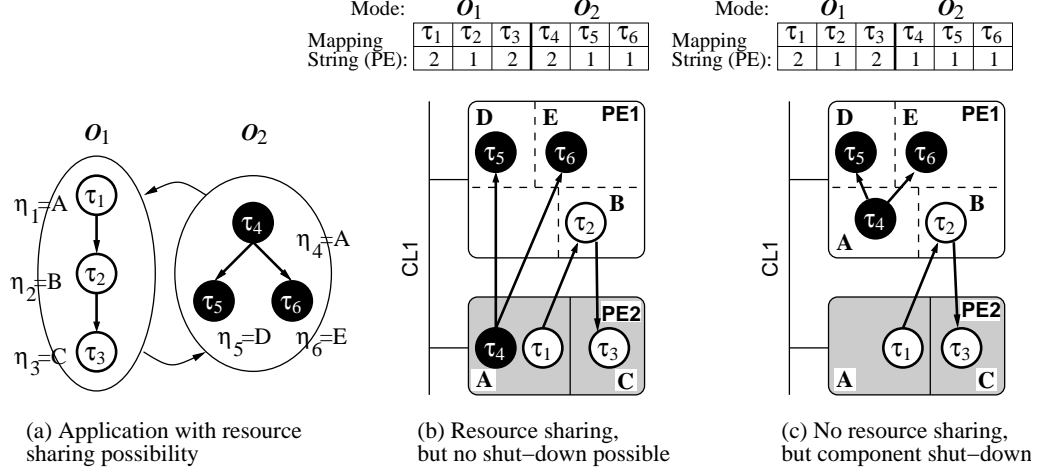 Mode: O1 O2
Mapping String (PE): τ1 τ2 τ3 τ4 τ5 τ6
2 1 2 2 1 1
Mode: O1 O2
Mapping String (PE): τ1 τ2 τ3 τ4 τ5 τ6
2 1 2 1 1 1
O1 O2
η1=A τ1
η2=B τ2
η3=C τ3
τ4 η4=A
τ5 τ6
η5=D η6=E
(a) Application with resource
sharing possibility
CL1
D E PE1
τ5 τ6
B
τ2
PE2
τ4 τ1 τ3
A C
(b) Resource sharing,
but no shut−down possible
CL1
D E PE1
τ5 τ6
B
τ4 τ2
A
PE2
τ1 τ3
A C
(c) No resource sharing,
but component shut−down